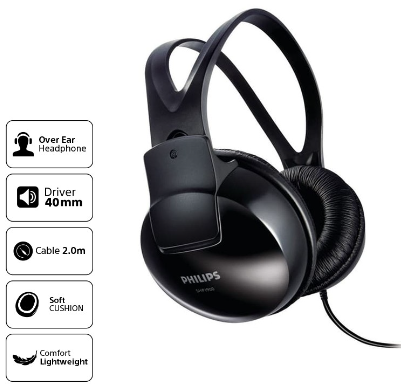 Over Ear
Headphone
Driver
40mm
Cable 2.0m
Soft
CUSHION
Comfort
Lightweight
PHILIPS